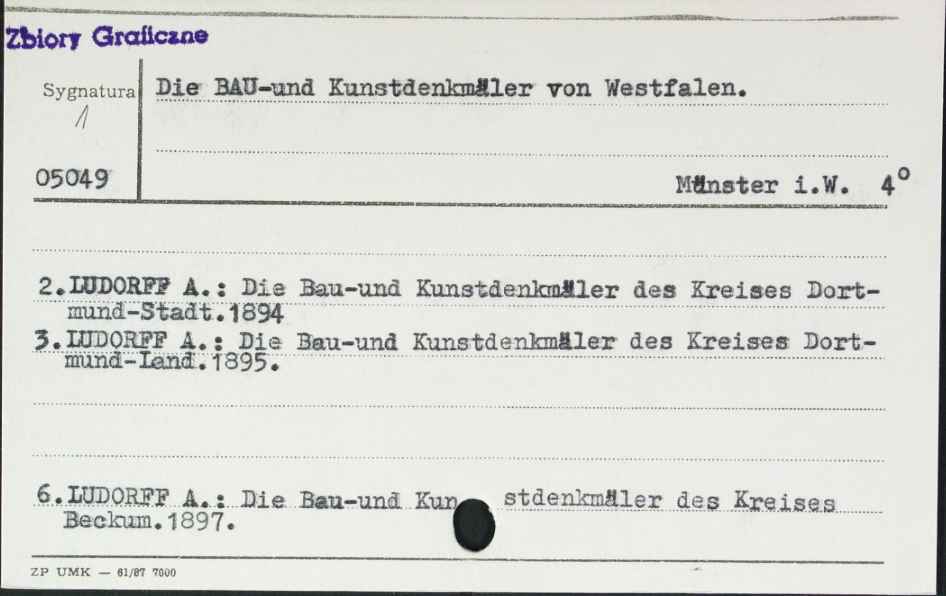 Zbiory Graficzne
Sygnatura
Die BAU-und Kunstdenkmäler von Westfalen.
1
05049
Münster i.W. 4°
2. LUDORFF A.: Die Bau-und Kunstdenkmäler des Kreises Dort-
mund-Stadt.1894
3. LUDORFF A.: Die Bau-und Kunstdenkmäler des Kreises Dort-
mund-Land.1895.
6. LUDORFF A.: Die Bau-und Kun stdenkmäler des Kreises
Beckum.1897.
ZP UMK — 61/87 7000